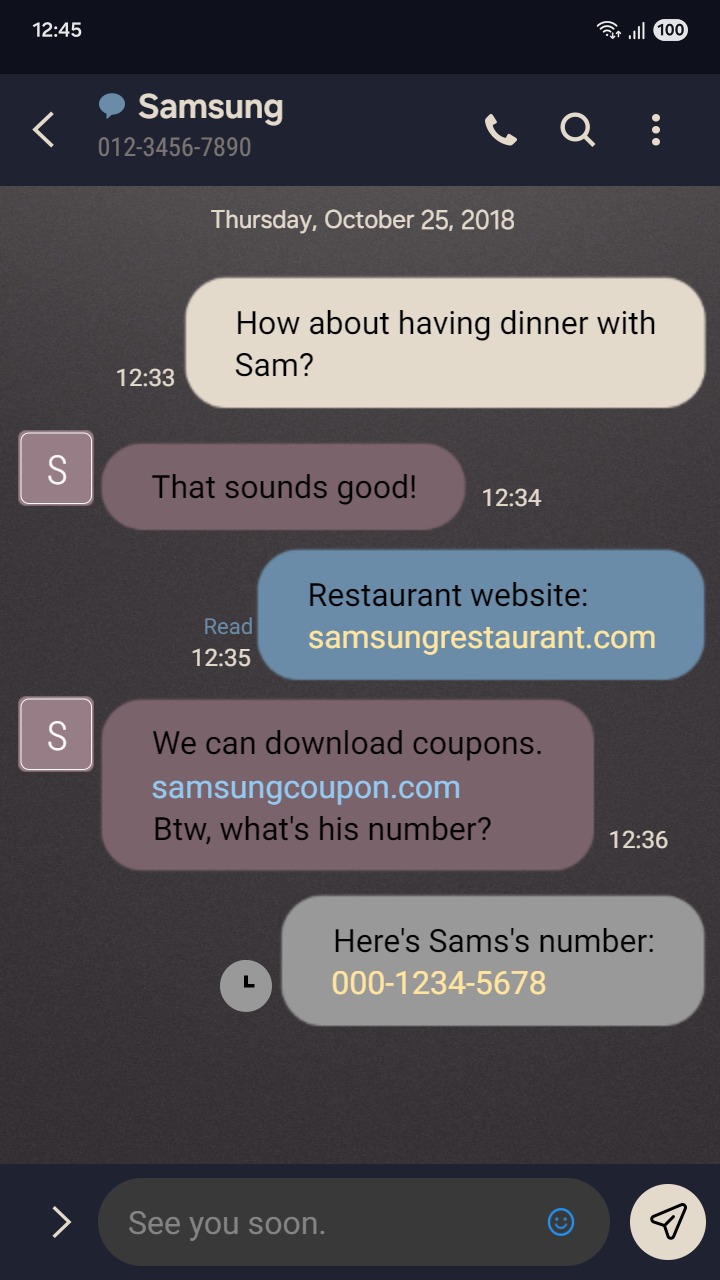 12:45
100
Samsung
012-3456-7890
Thursday, October 25, 2018
How about having dinner with
Sam?
12:33
S
That sounds good!
12:34
Restaurant website:
samsungrestaurant.com
Read
12:35
S
We can download coupons.
samsungcoupon.com
Btw, what's his number?
12:36
Here's Sams's number:
000-1234-5678
See you soon.